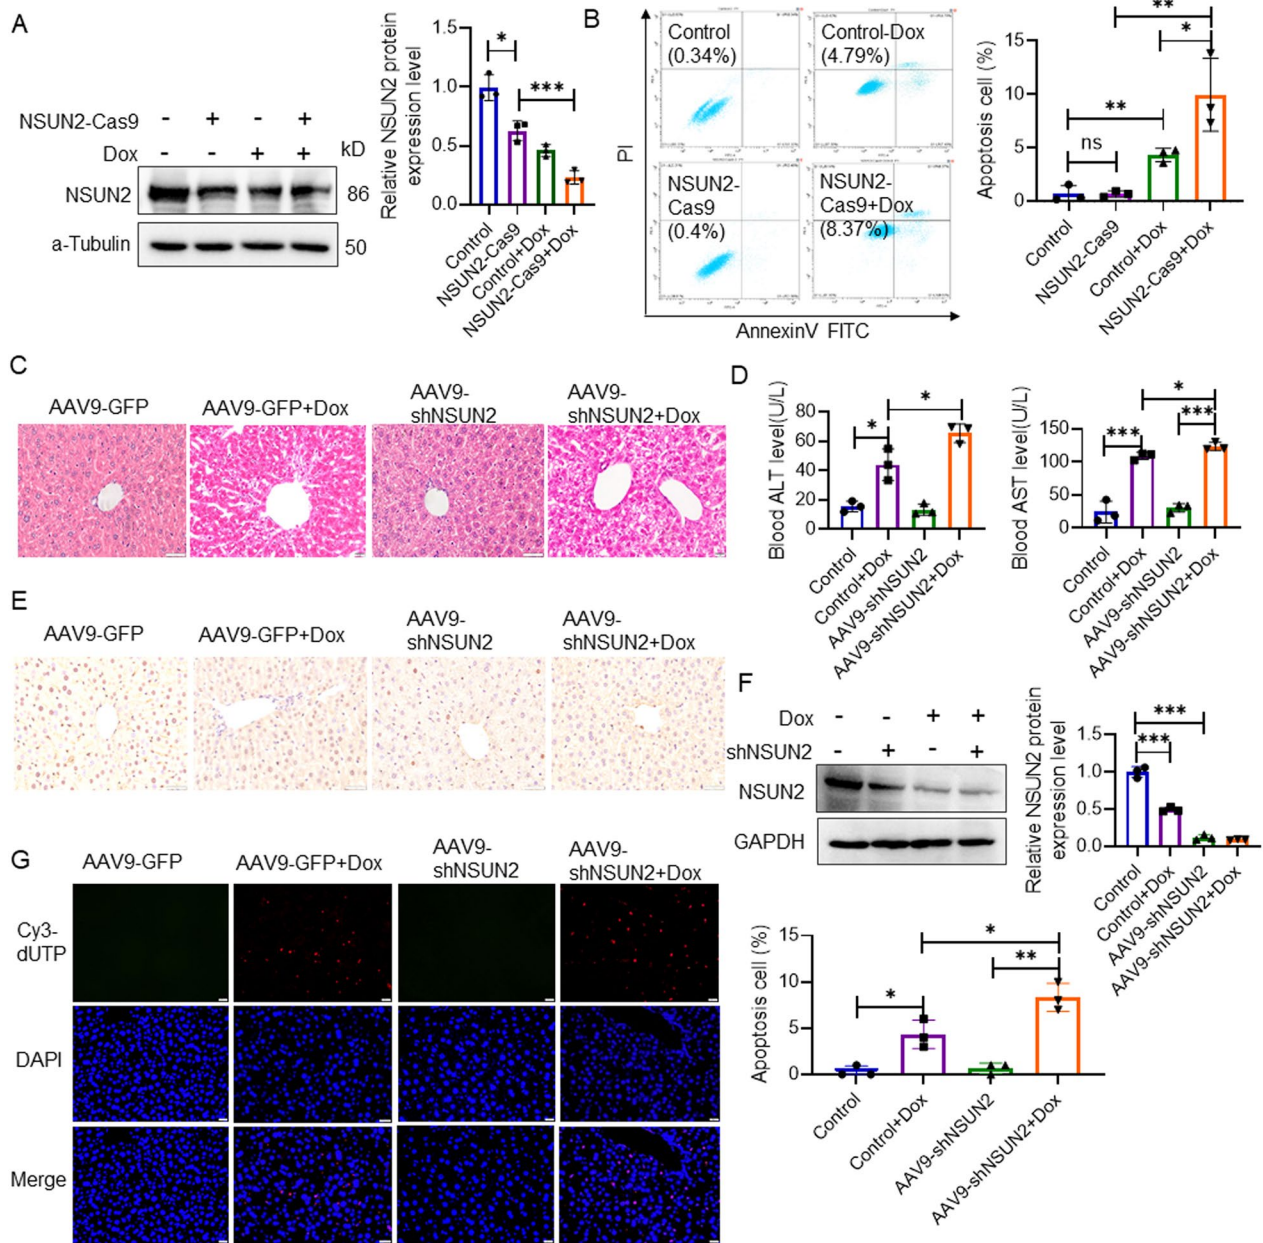 A
NSUN2-Cas9 - + - +
Dox - - + + kD
NSUN2 86
a-Tubulin 50
Relative NSUN2 protein
expression level
1.5
1.0
0.5
0.0
*
***
Control
NSUN2-Cas9
Control+Dox
NSUN2-Cas9+Dox
B
PI
Control
(0.34%)
Control-Dox
(4.79%)
NSUN2-
Cas9
(0.4%)
NSUN2-
Cas9+Dox
(8.37%)
AnnexinV FITC
Apoptosis cell (%)
15
10
5
0
**
*
**
ns
Control
NSUN2-Cas9
Control+Dox
NSUN2-Cas9+Dox
C
AAV9-GFP
AAV9-GFP+Dox
AAV9-
shNSUN2
AAV9-
shNSUN2+Dox
D
Blood ALT level(U/L)
80
60
40
20
0
*
*
Control
Control+Dox
AAV9-shNSUN2
AAV9-shNSUN2+Dox
Blood AST level(U/L)
150
100
50
0
*
***
***
Control
Control+Dox
AAV9-shNSUN2
AAV9-shNSUN2+Dox
E
AAV9-GFP
AAV9-GFP+Dox
AAV9-
shNSUN2
AAV9-
shNSUN2+Dox
F
Dox - - + +
shNSUN2 - + - +
NSUN2
GAPDH
Relative NSUN2 protein
expression level
1.5
1.0
0.5
0.0
***
***
Control
Control+Dox
AAV9-shNSUN2
AAV9-shNSUN2+Dox
G
AAV9-GFP
AAV9-GFP+Dox
AAV9-
shNSUN2
AAV9-
shNSUN2+Dox
Cy3-
dUTP
DAPI
Merge
Apoptosis cell (%)
15
10
5
0
*
**
*
Control
Control+Dox
AAV9-shNSUN2
AAV9-shNSUN2+Dox